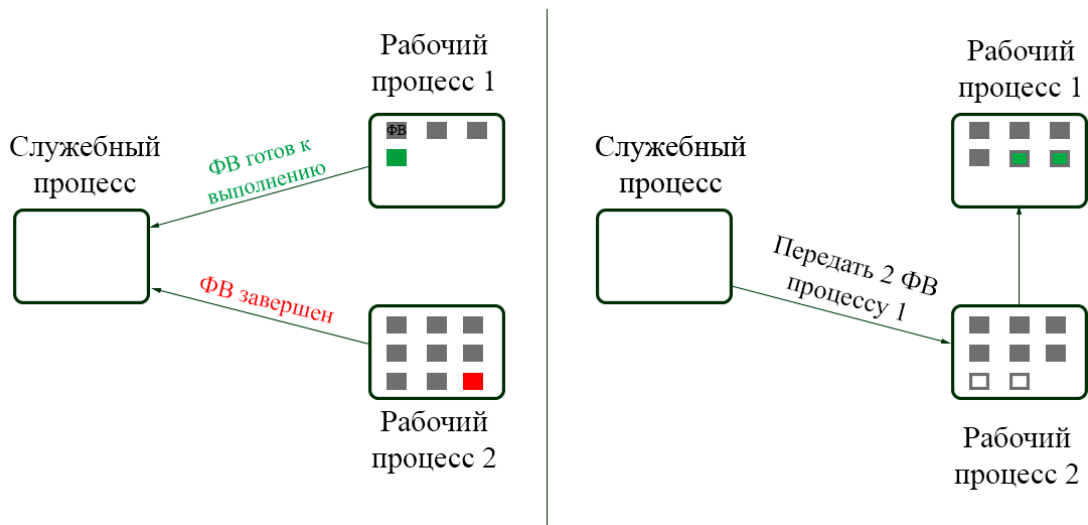 Рабочий
процесс 1
ФВ
Служебный
процесс
ФВ готов к
выполнению
ФВ завершен
Рабочий
процесс 2
Рабочий
процесс 1
Служебный
процесс
Передать 2 ФВ
процессу 1
Рабочий
процесс 2